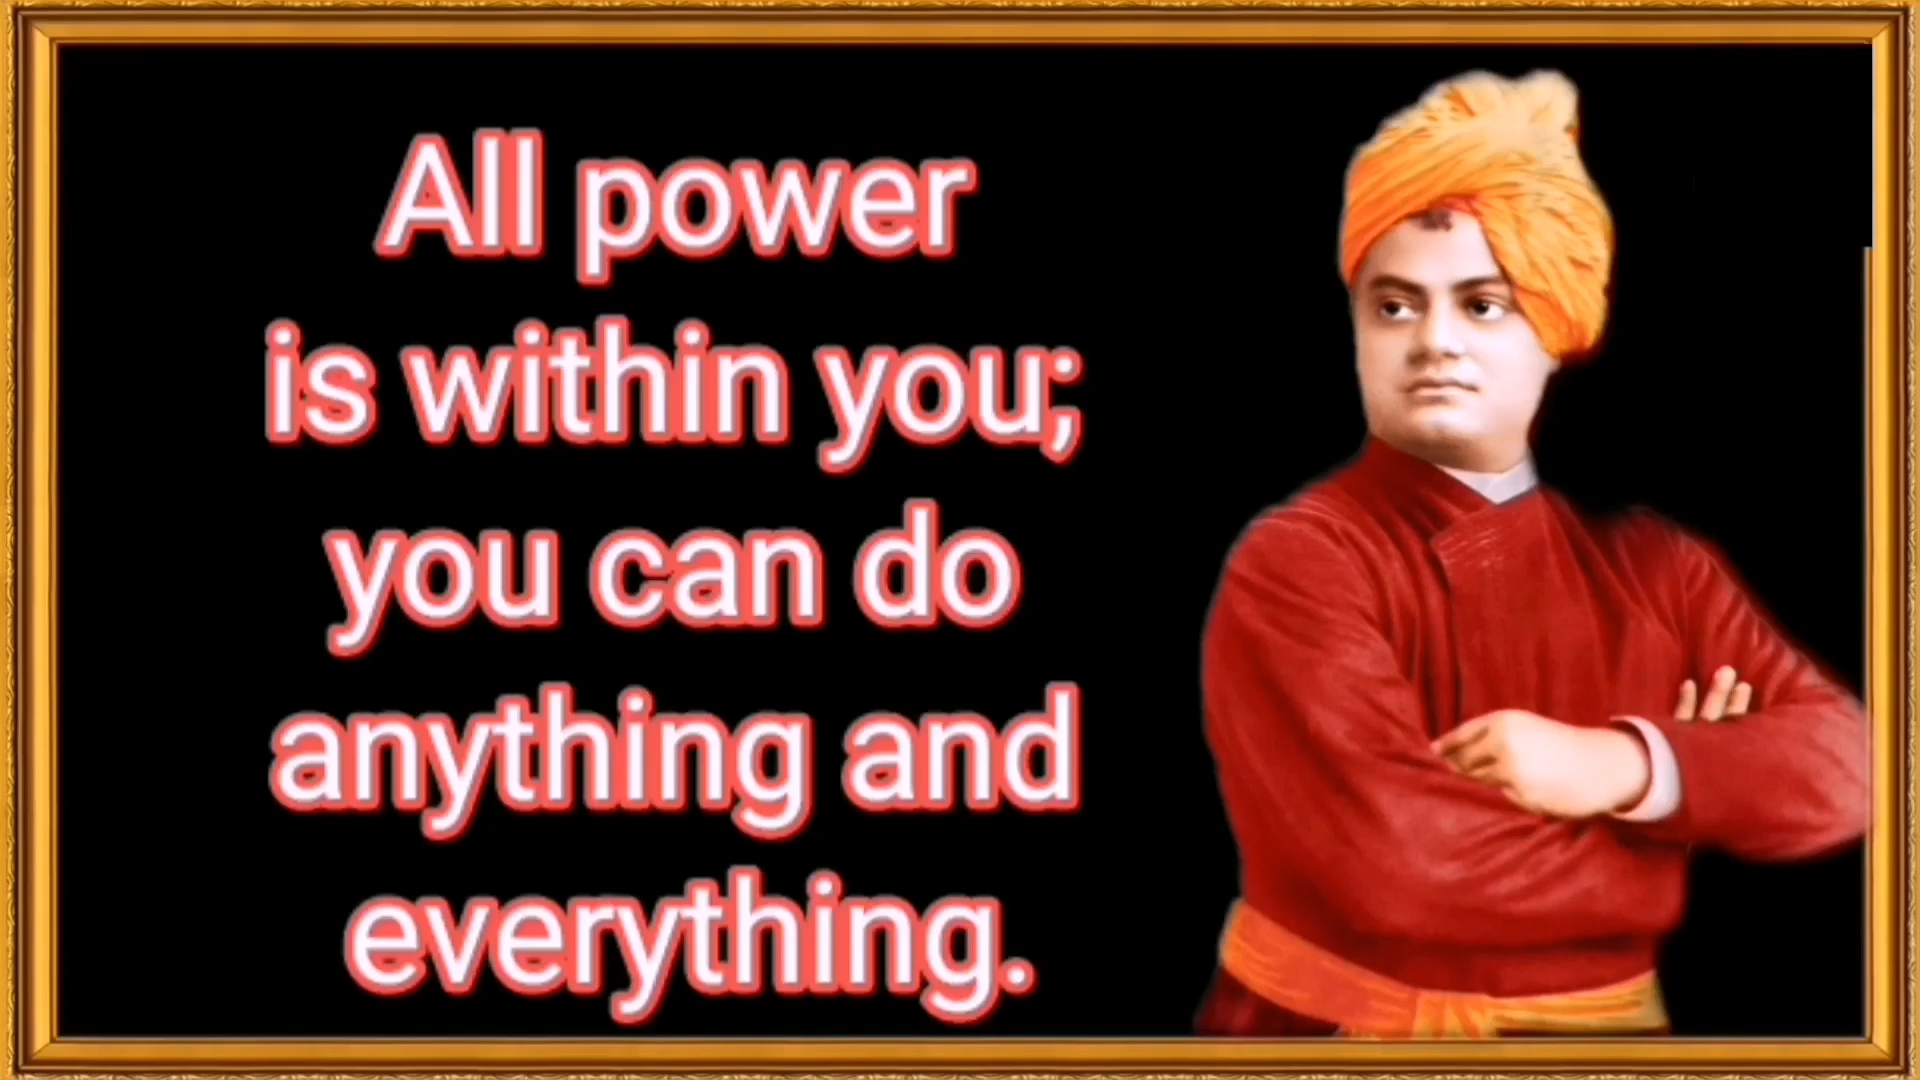 All power
is within you;
you can do
anything and
everything.